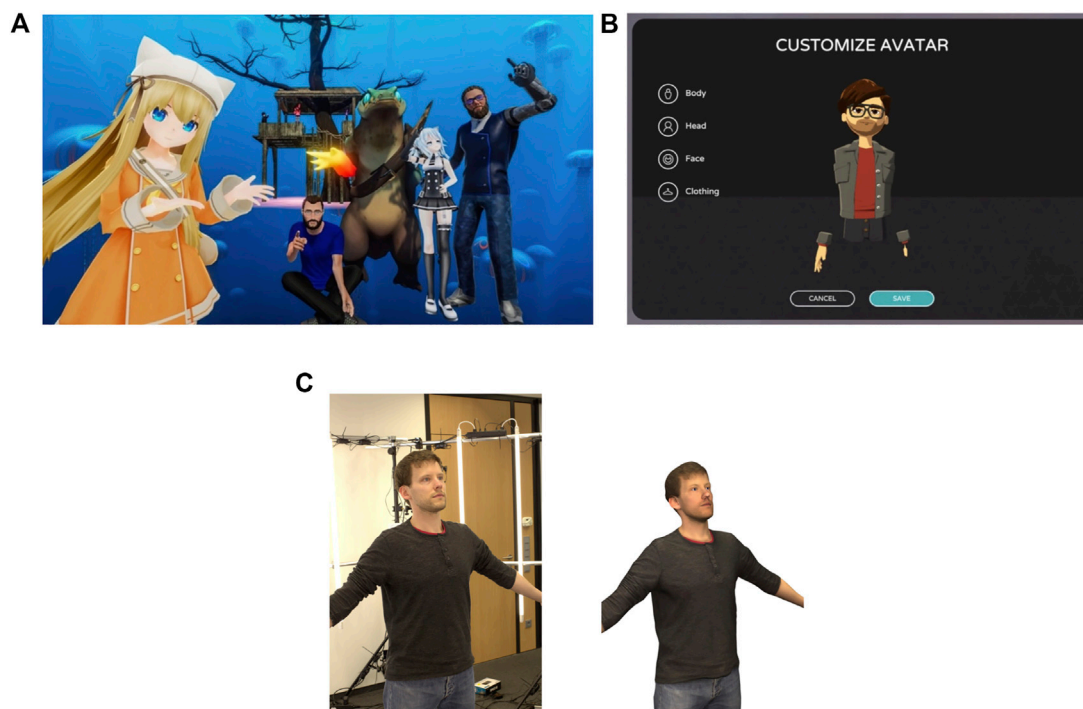 A
B
CUSTOMIZE AVATAR
Body
Head
Face
Clothing
CANCEL
SAVE
C